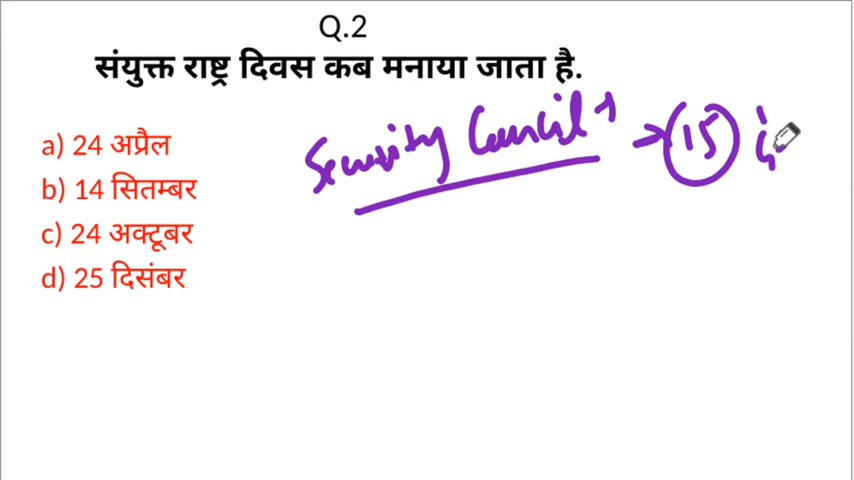 Q.2
संयुक्त राष्ट्र दिवस कब मनाया जाता है.
Security Council → 15
a) 24 अप्रैल
b) 14 सितम्बर
c) 24 अक्टूबर
d) 25 दिसंबर